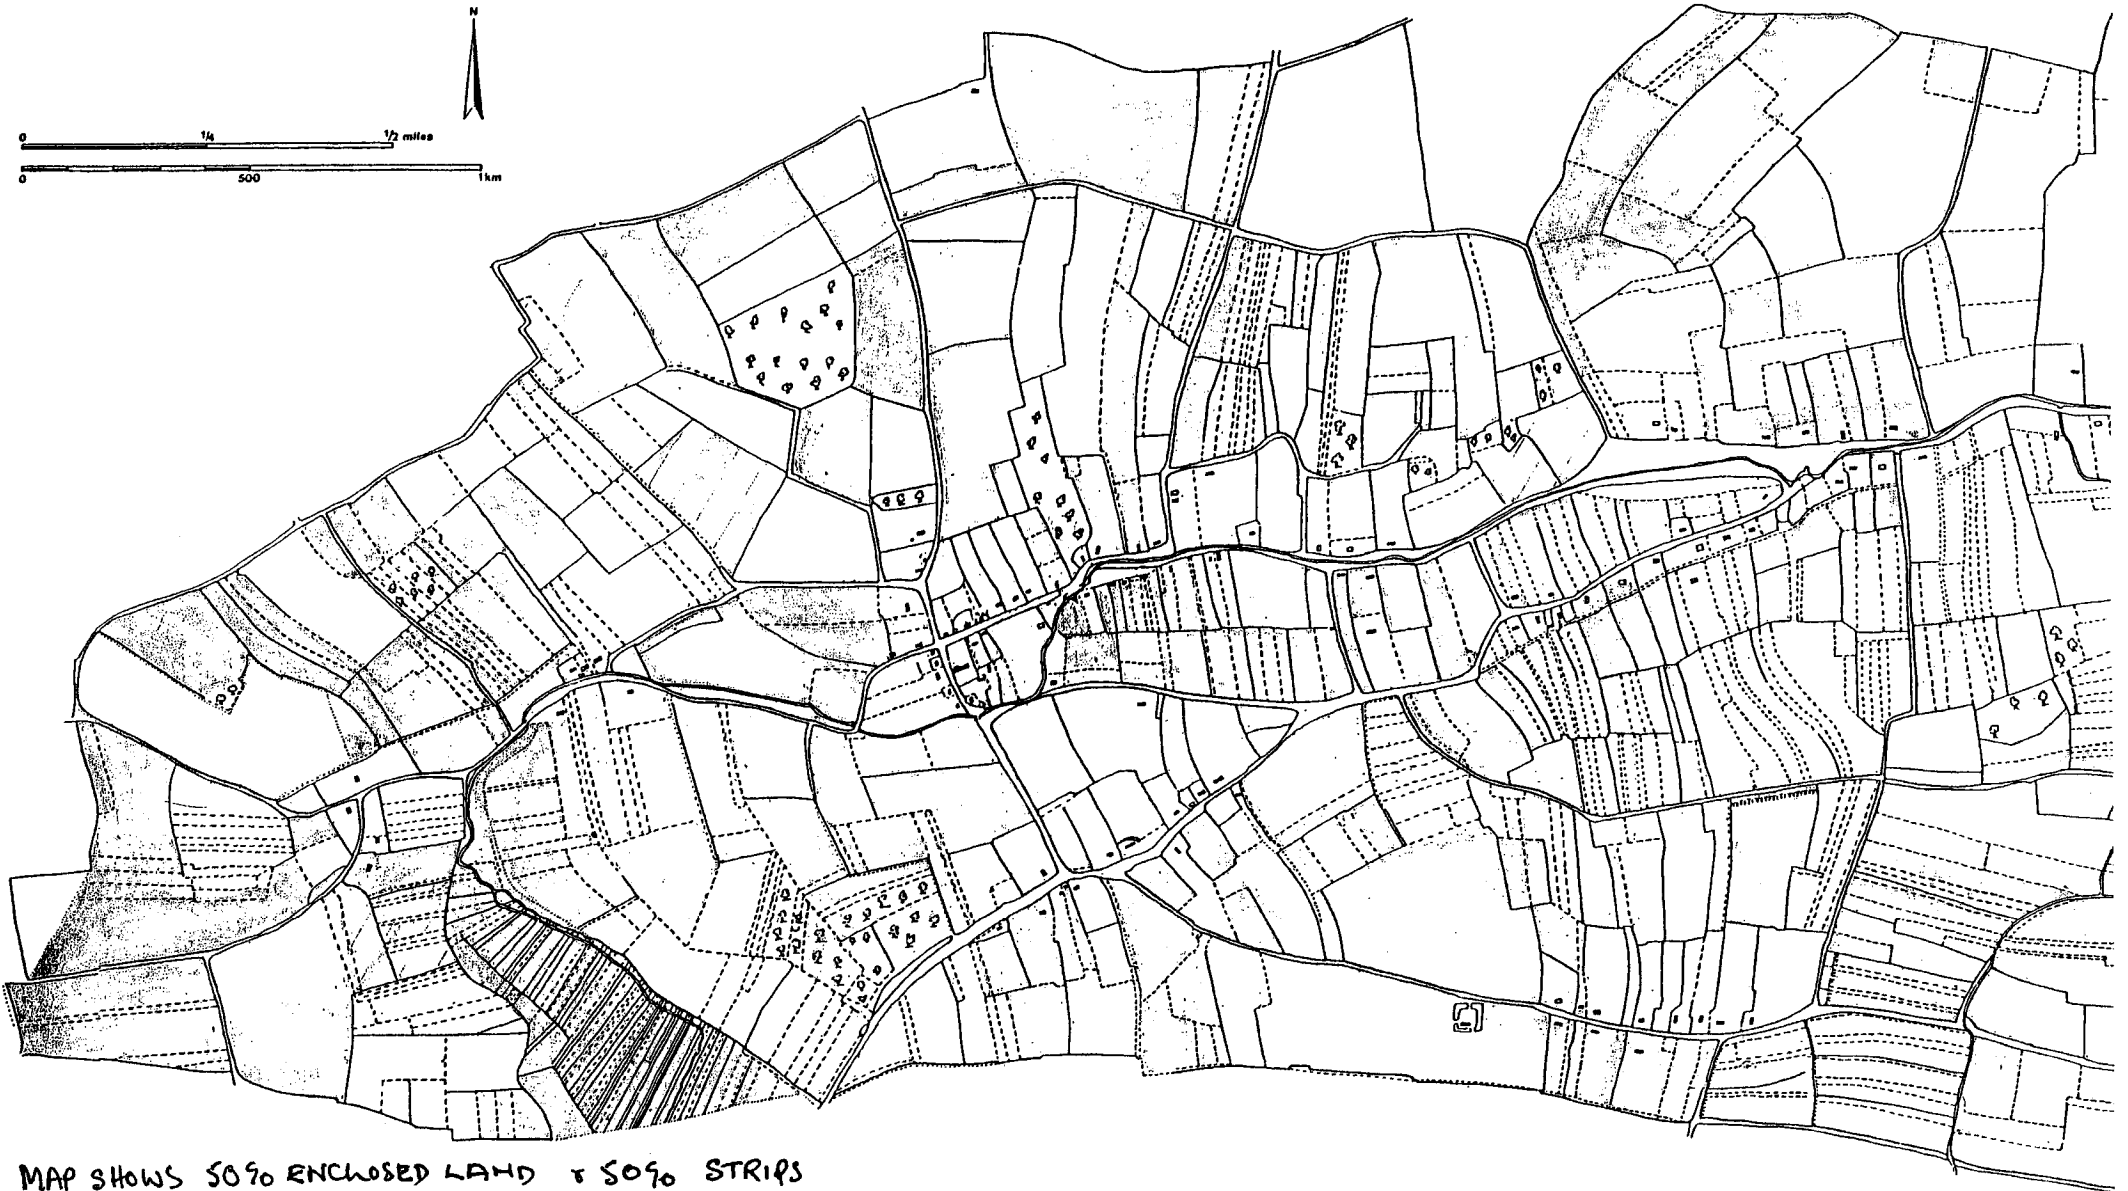 N
0 1/4 1/2 miles
0 500 1km
MAP SHOWS 50% ENCLOSED LAND & 50% STRIPS